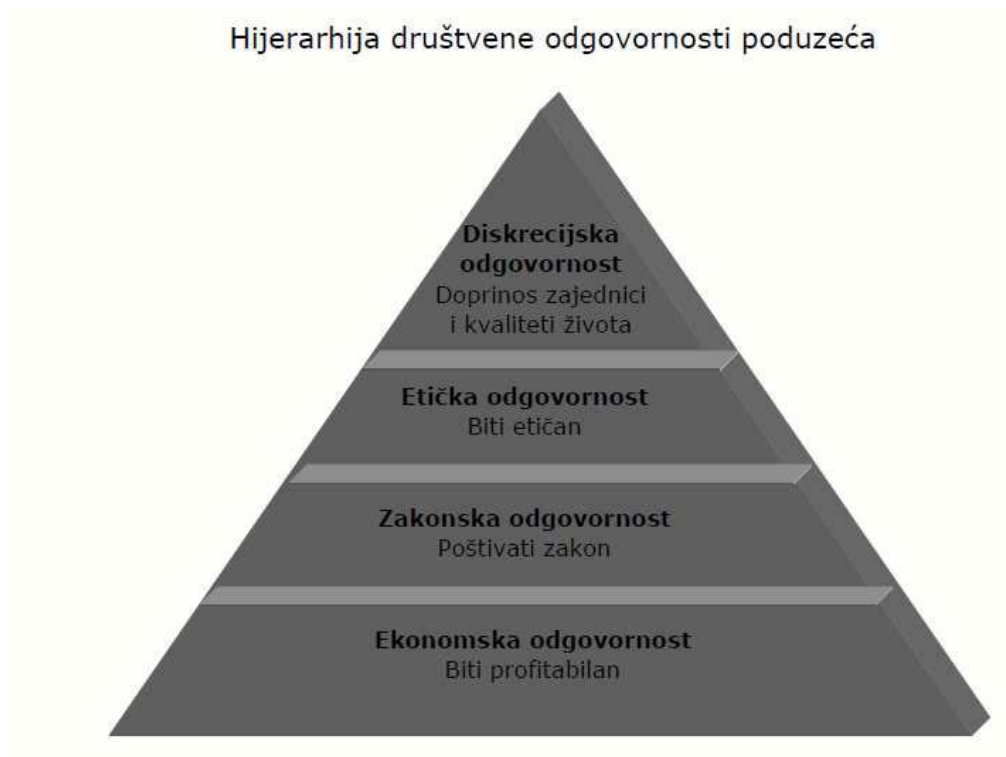 Hijerarhija društvene odgovornosti poduzeća
Diskrecijska
odgovornost
Doprinos zajednici
i kvaliteti života
Etička odgovornost
Biti etičan
Zakonska odgovornost
Poštivati zakon
Ekonomska odgovornost
Biti profitabilan